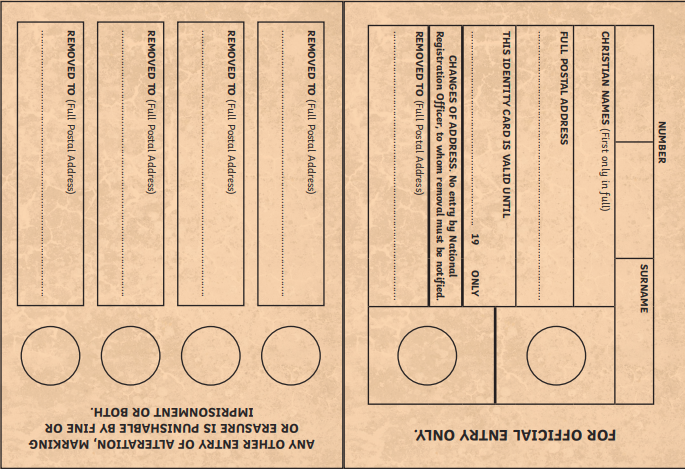 NUMBER
SURNAME
CHRISTIAN NAMES (First only in full)
FULL POSTAL ADDRESS
THIS IDENTITY CARD IS VALID UNTIL
19 ONLY
CHANGES OF ADDRESS. No entry by National
Registration Officer, to whom removal must be notified.
REMOVED TO (Full Postal Address)
FOR OFFICIAL ENTRY ONLY.
REMOVED TO (Full Postal Address)
REMOVED TO (Full Postal Address)
REMOVED TO (Full Postal Address)
REMOVED TO (Full Postal Address)
ANY OTHER ENTRY OF ALTERATION, MARKING
OR ERASURE IS PUNISHABLE BY FINE OR
IMPRISONMENT OR BOTH.